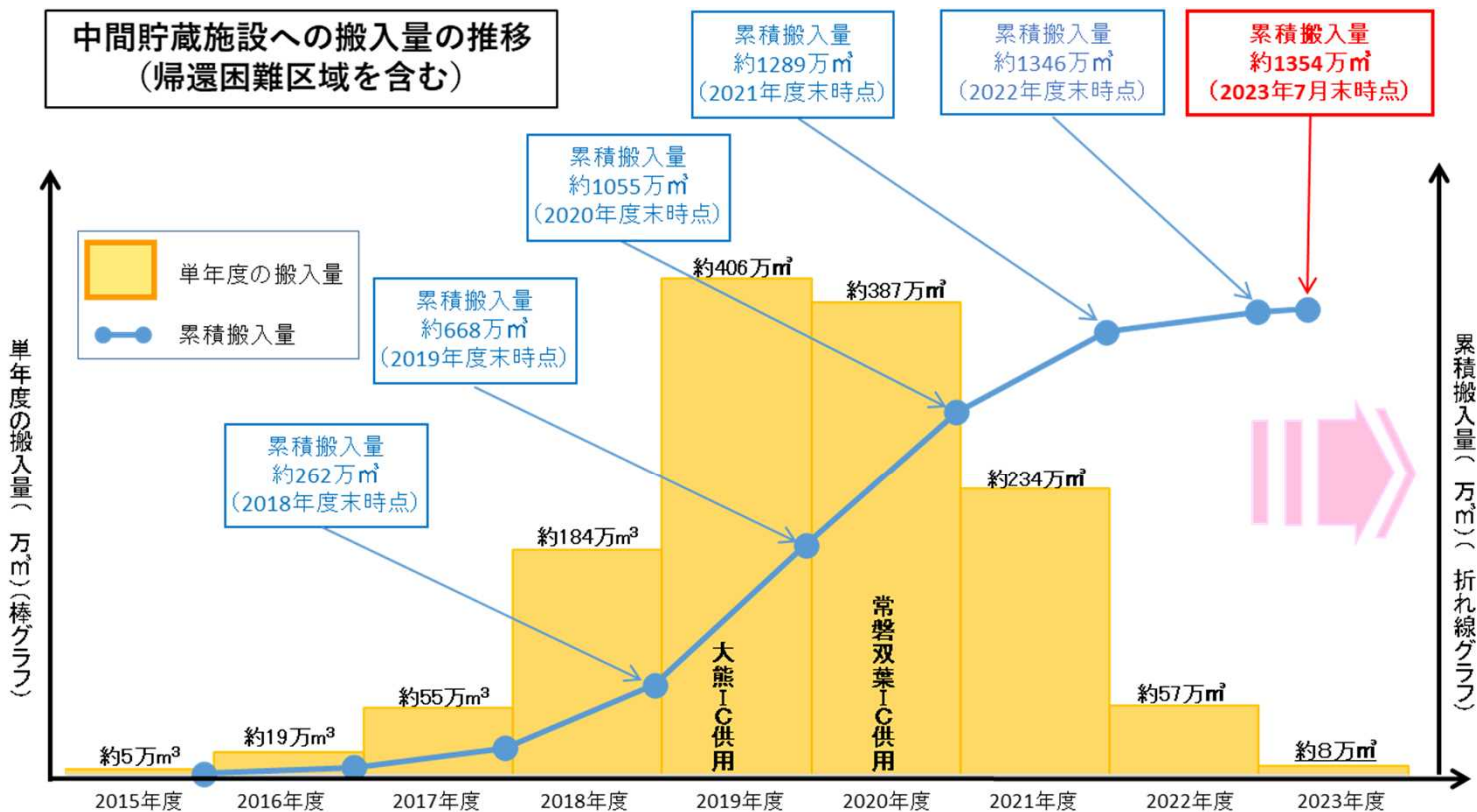 中間貯蔵施設への搬入量の推移
（帰還困難区域を含む）
累積搬入量
約1289万㎥
（2021年度末時点）
累積搬入量
約1346万㎥
（2022年度末時点）
累積搬入量
約1354万㎥
（2023年7月末時点）
累積搬入量
約1055万㎥
（2020年度末時点）
単年度の搬入量
累積搬入量
累積搬入量
約668万㎥
（2019年度末時点）
累積搬入量
約262万㎥
（2018年度末時点）
単年度の搬入量（ 万㎥）（棒グラフ）
累積搬入量（ 万㎥）（ 折れ線グラフ）
約5万m³
約19万m³
約55万m³
約184万m³
約406万㎥
約387万㎥
約234万㎥
約57万㎥
約8万㎥
大熊IC供用
常磐双葉IC供用
2015年度
2016年度
2017年度
2018年度
2019年度
2020年度
2021年度
2022年度
2023年度